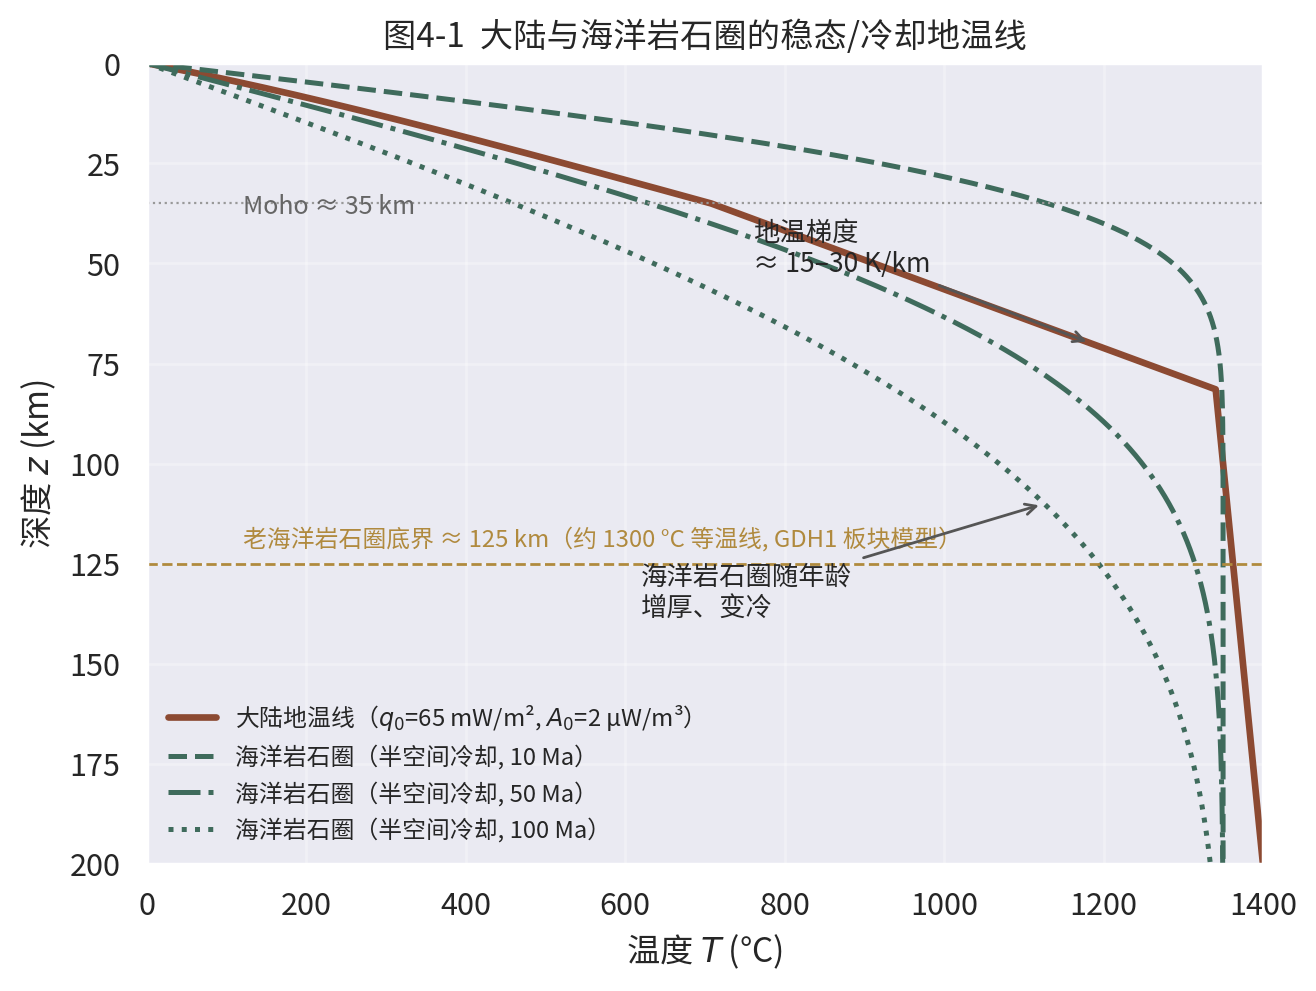 图4-1 大陆与海洋岩石圈的稳态/冷却地温线
0
25
50
75
100
125
150
175
200
深度 z (km)
Moho ≈ 35 km
地温梯度
≈ 15–30 K/km
老海洋岩石圈底界 ≈ 125 km（约 1300 °C 等温线, GDH1 板块模型）
海洋岩石圈随年龄
增厚、变冷
大陆地温线（q₀=65 mW/m², A₀=2 μW/m³）
海洋岩石圈（半空间冷却, 10 Ma）
海洋岩石圈（半空间冷却, 50 Ma）
海洋岩石圈（半空间冷却, 100 Ma）
0 200 400 600 800 1000 1200 1400
温度 T (°C)